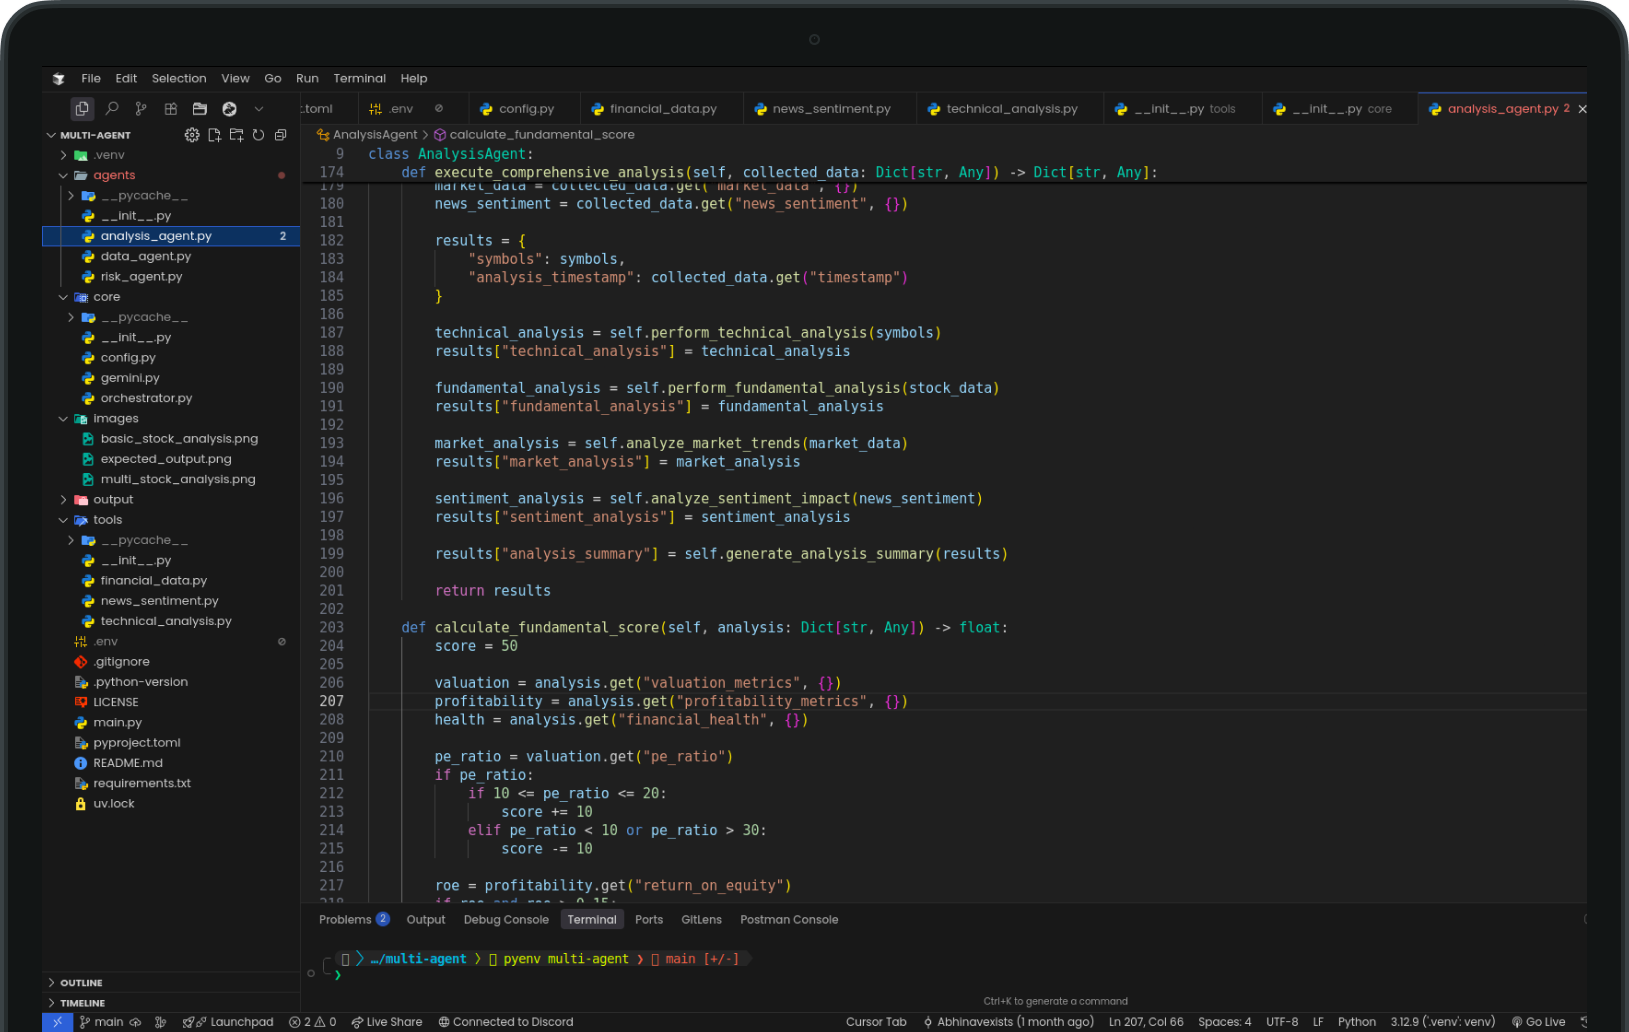 File Edit Selection View Go Run Terminal Help
:.toml .env config.py financial_data.py news_sentiment.py technical_analysis.py __init__.py tools __init__.py core analysis_agent.py 2
MULTI-AGENT
.venv
agents
__pycache__
__init__.py
analysis_agent.py 2
data_agent.py
risk_agent.py
core
__pycache__
__init__.py
config.py
gemini.py
orchestrator.py
images
basic_stock_analysis.png
expected_output.png
multi_stock_analysis.png
output
tools
__pycache__
__init__.py
financial_data.py
news_sentiment.py
technical_analysis.py
.env
.gitignore
.python-version
LICENSE
main.py
pyproject.toml
README.md
requirements.txt
uv.lock
OUTLINE
TIMELINE
AnalysisAgent > calculate_fundamental_score
9 class AnalysisAgent:
174 def execute_comprehensive_analysis(self, collected_data: Dict[str, Any]) -> Dict[str, Any]:
179 market_data = collected_data.get("market_data", {})
180 news_sentiment = collected_data.get("news_sentiment", {})
181
182 results = {
183 "symbols": symbols,
184 "analysis_timestamp": collected_data.get("timestamp")
185 }
186
187 technical_analysis = self.perform_technical_analysis(symbols)
188 results["technical_analysis"] = technical_analysis
189
190 fundamental_analysis = self.perform_fundamental_analysis(stock_data)
191 results["fundamental_analysis"] = fundamental_analysis
192
193 market_analysis = self.analyze_market_trends(market_data)
194 results["market_analysis"] = market_analysis
195
196 sentiment_analysis = self.analyze_sentiment_impact(news_sentiment)
197 results["sentiment_analysis"] = sentiment_analysis
198
199 results["analysis_summary"] = self.generate_analysis_summary(results)
200
201 return results
202
203 def calculate_fundamental_score(self, analysis: Dict[str, Any]) -> float:
204 score = 50
205
206 valuation = analysis.get("valuation_metrics", {})
207 profitability = analysis.get("profitability_metrics", {})
208 health = analysis.get("financial_health", {})
209
210 pe_ratio = valuation.get("pe_ratio")
211 if pe_ratio:
212 if 10 <= pe_ratio <= 20:
213 score += 10
214 elif pe_ratio < 10 or pe_ratio > 30:
215 score -= 10
216
217 roe = profitability.get("return_on_equity")
218 if roe and roe > 0.15:
Problems 2 Output Debug Console Terminal Ports GitLens Postman Console
…/multi-agent pyenv multi-agent main [+/-]
Ctrl+K to generate a command
main Launchpad 2 0 Live Share Connected to Discord Cursor Tab Abhinavexists (1 month ago) Ln 207, Col 66 Spaces: 4 UTF-8 LF Python 3.12.9 ('.venv': venv) Go Live